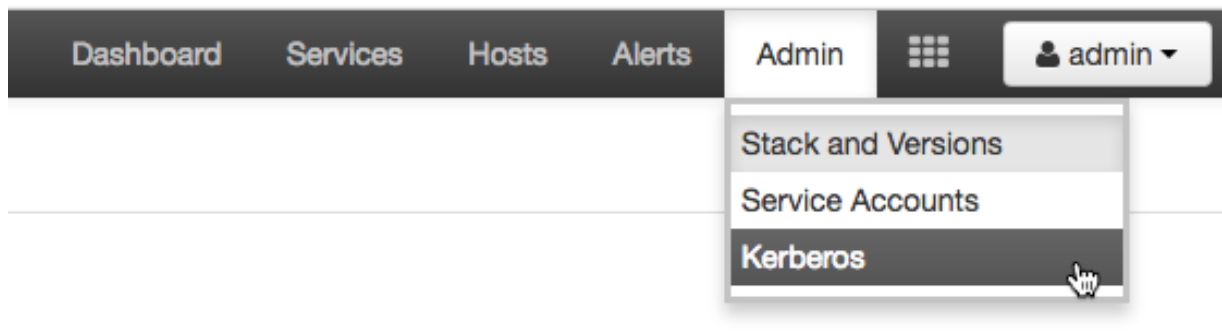 Dashboard Services Hosts Alerts Admin admin
Stack and Versions
Service Accounts
Kerberos